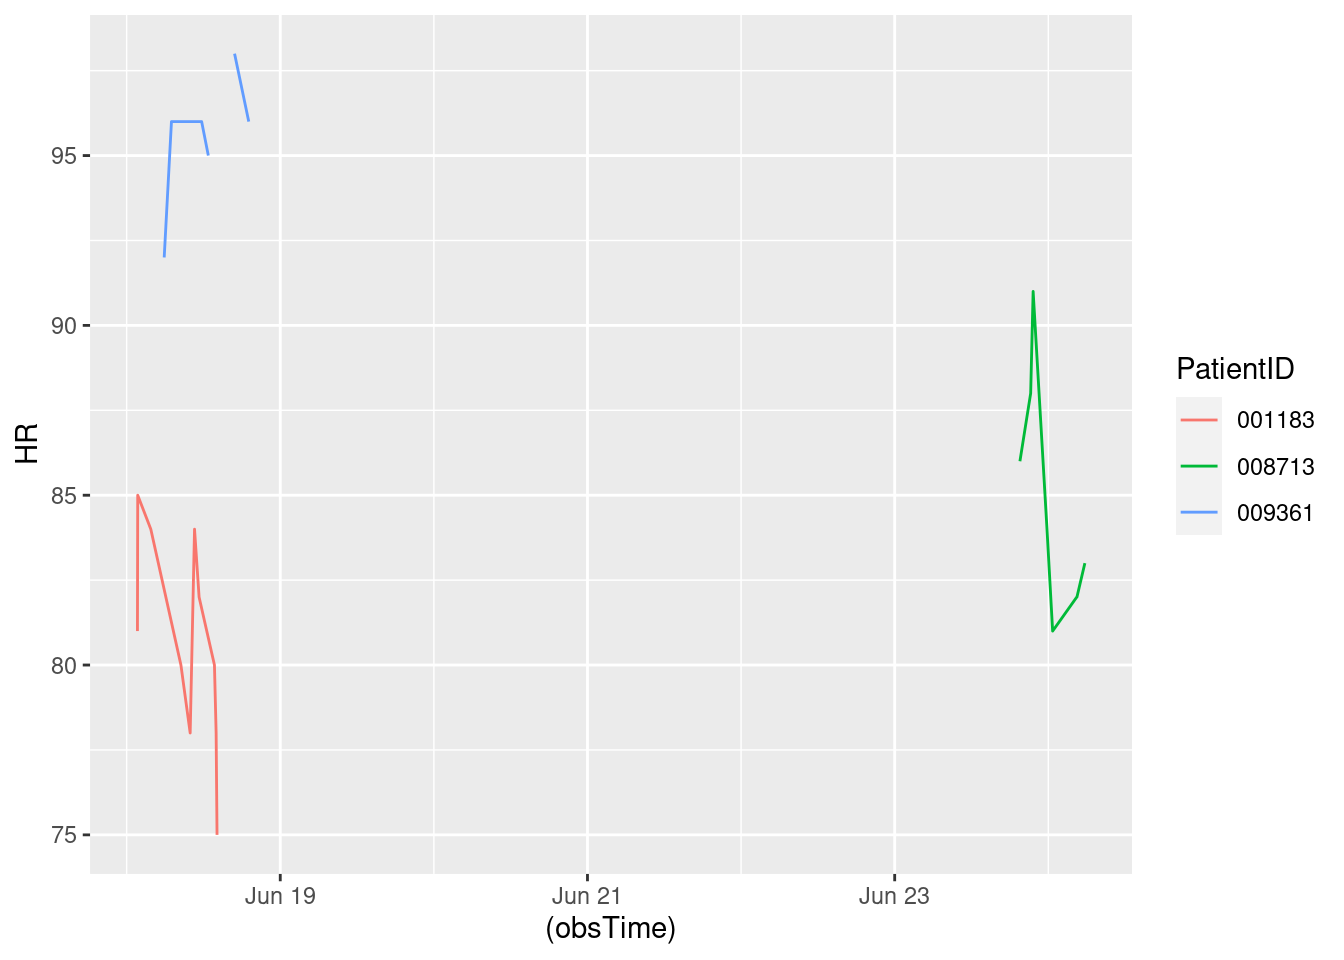 HR
95
90
85
80
75
Jun 19
Jun 21
Jun 23
(obsTime)
PatientID
001183
008713
009361